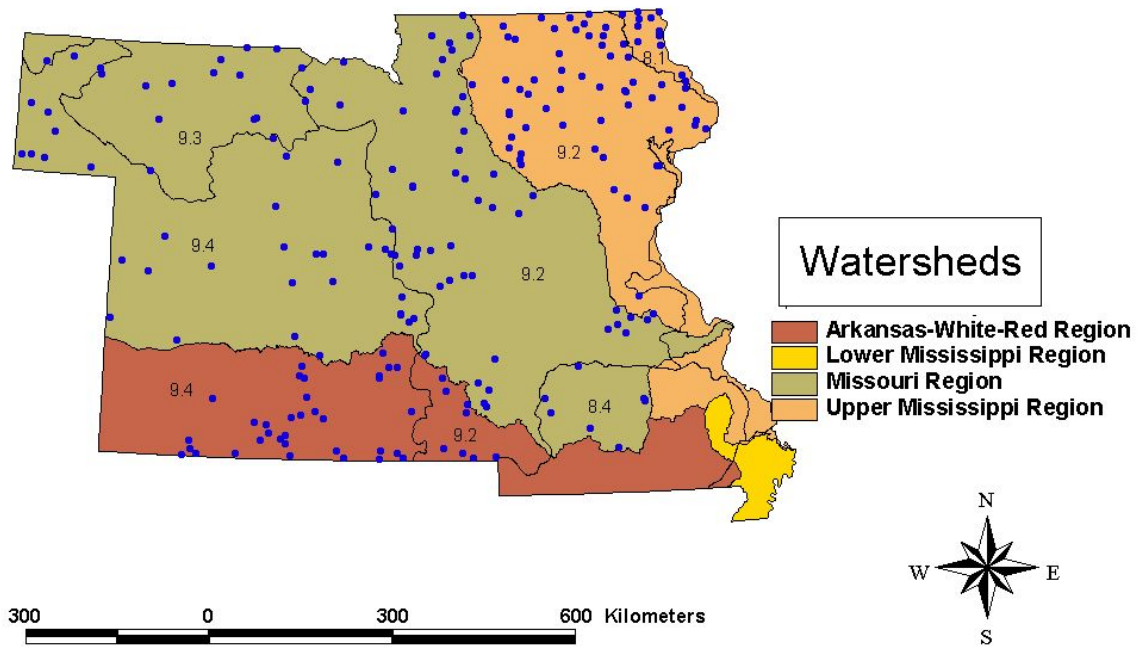 8.1
9.3
9.2
9.4
9.2
Watersheds
Arkansas-White-Red Region
Lower Mississippi Region
Missouri Region
Upper Mississippi Region
9.4
8.4
9.2
N
W E
S
300 0 300 600 Kilometers